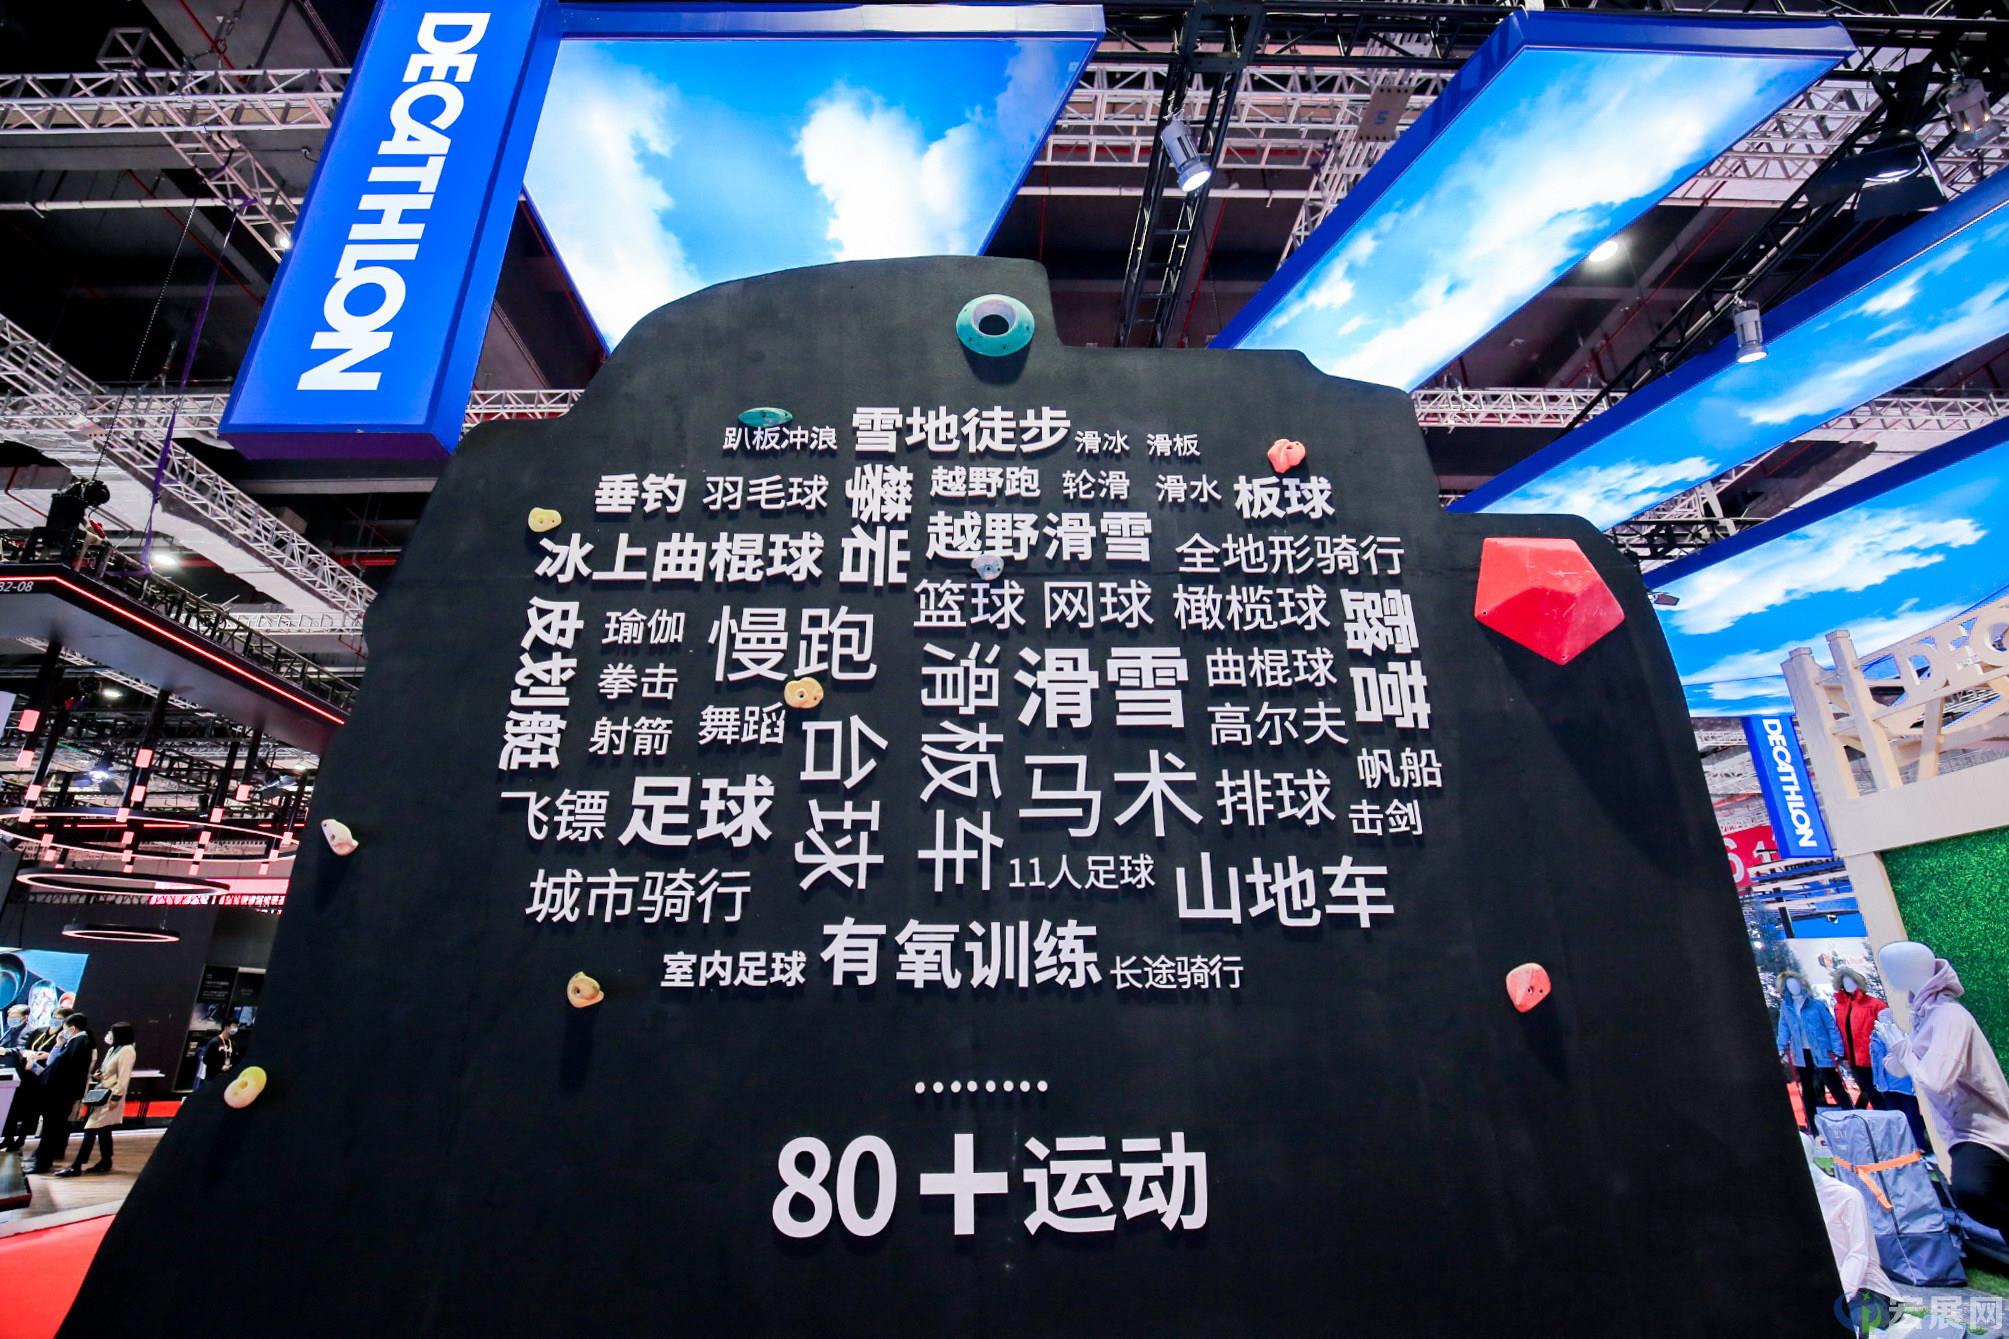 DECATHLON
趴板冲浪 雪地徒步 滑冰 滑板
垂钓 羽毛球 攀岩 越野跑 轮滑 滑水 板球
冰上曲棍球 越野滑雪 全地形骑行
皮划艇 瑜伽 慢跑 篮球 网球 橄榄球 露营
拳击 滑板车 滑雪 曲棍球
射箭 舞蹈 台球 高尔夫
飞镖 足球 马术 排球 帆船
击剑
城市骑行 11人足球 山地车
室内足球 有氧训练 长途骑行
········
80+运动
DECATHLON
32-08
宏展网